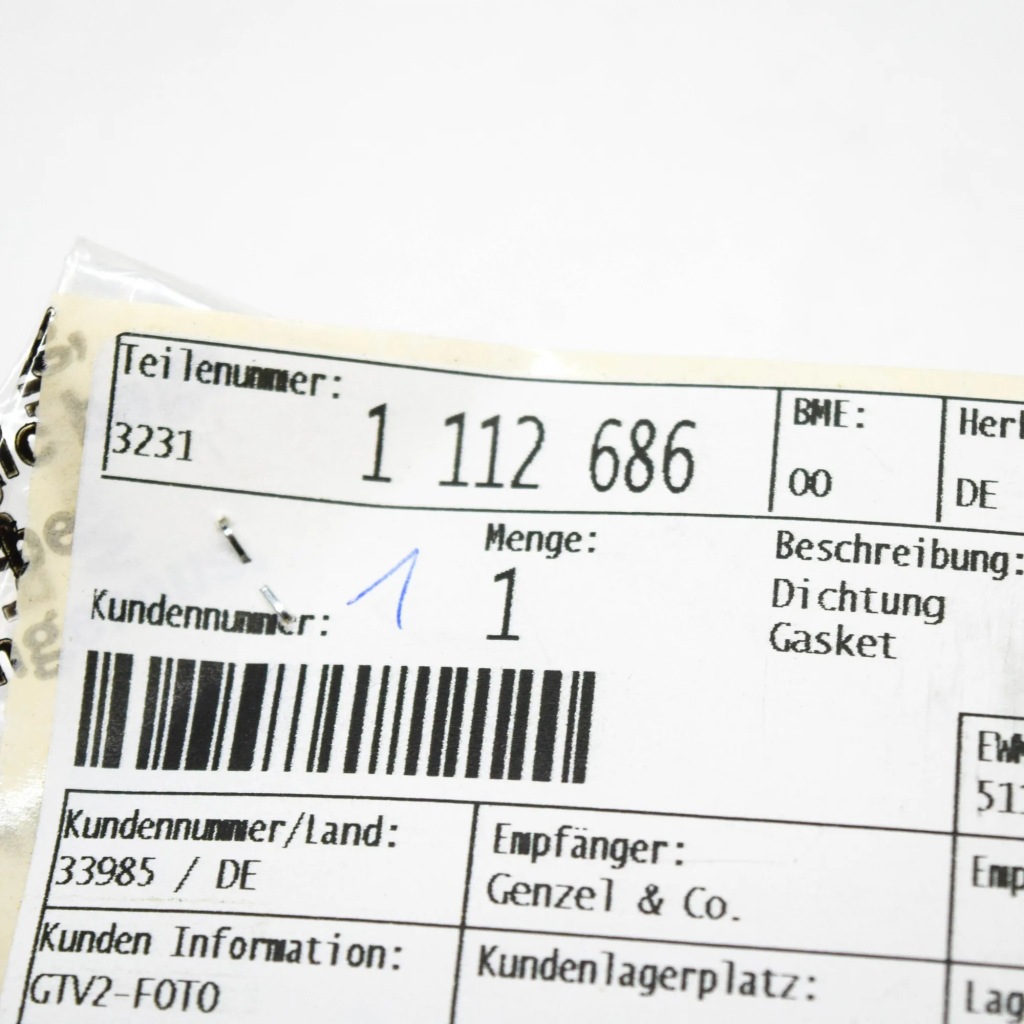 Teilenummer:
3231 1 112 686
BME:
00
DE
Menge:
1
1
Beschreibung:
Dichtung
Gasket
Kundennummer:
Kundennummer/Land:
33985 / DE
Empfänger:
Genzel & Co.
Kunden Information:
GTV2-FOTO
Kundenlagerplatz: